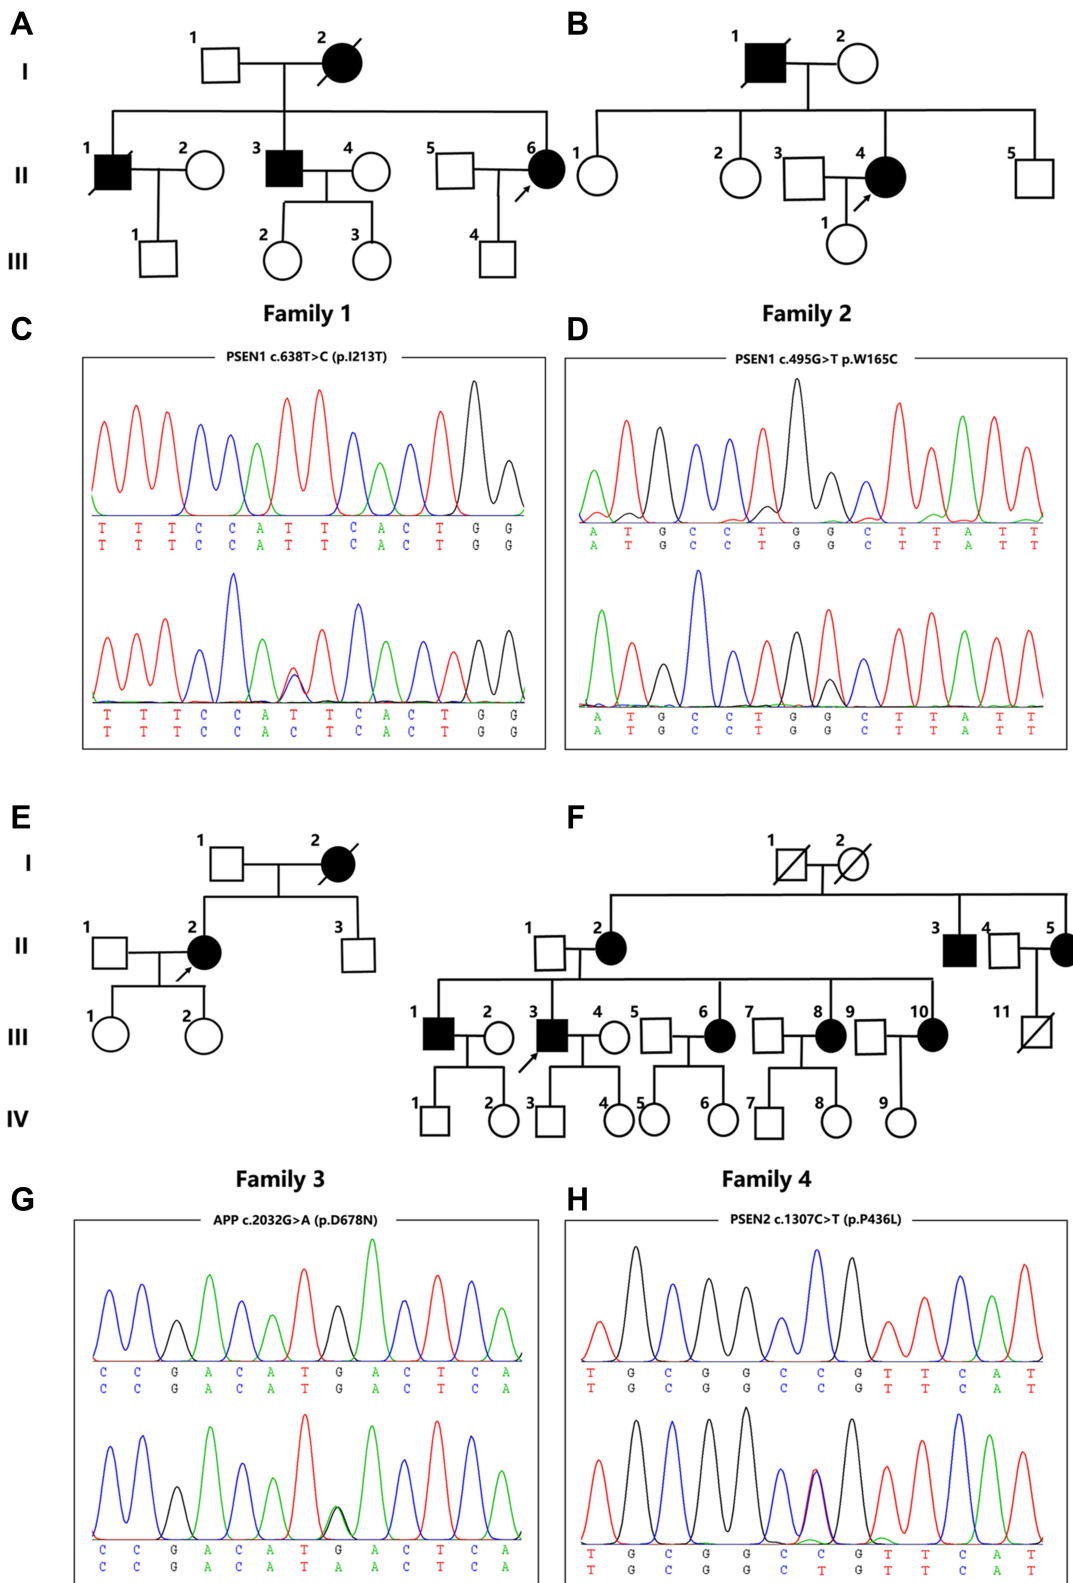 A
B
1
2
1
2
I
1
2
3
4
5
6
1
2
3
4
5
II
1
2
3
4
1
III
Family 1
Family 2
C
D
PSEN1 c.638T>C (p.I213T)
PSEN1 c.495G>T p.W165C
T T T C C A T T C A C T G G
T T T C C A T T C A C T G G
A T G C C T G G C T T A T T
A T G C C T G G C T T A T T
T T T C C A T T C A C T G G
T T T C C A C T C A C T G G
A T G C C T G G C T T A T T
A T G C C T G G C T T A T T
E
F
1
2
1
2
I
1
2
3
1
2
3
4
5
II
1
2
1
2
3
4
5
6
7
8
9
10
11
III
1
2
3
4
5
6
7
8
9
IV
Family 3
Family 4
G
H
APP c.2032G>A (p.D678N)
PSEN2 c.1307C>T (p.P436L)
C C G A C A T G A C T C A
C C G A C A T G A C T C A
T G C G G C C G T T C A T
T G C G G C C G T T C A T
C C G A C A T G A C T C A
C C G A C A T A A C T C A
T G C G G C C G T T C A T
T G C G G C T G T T C A T